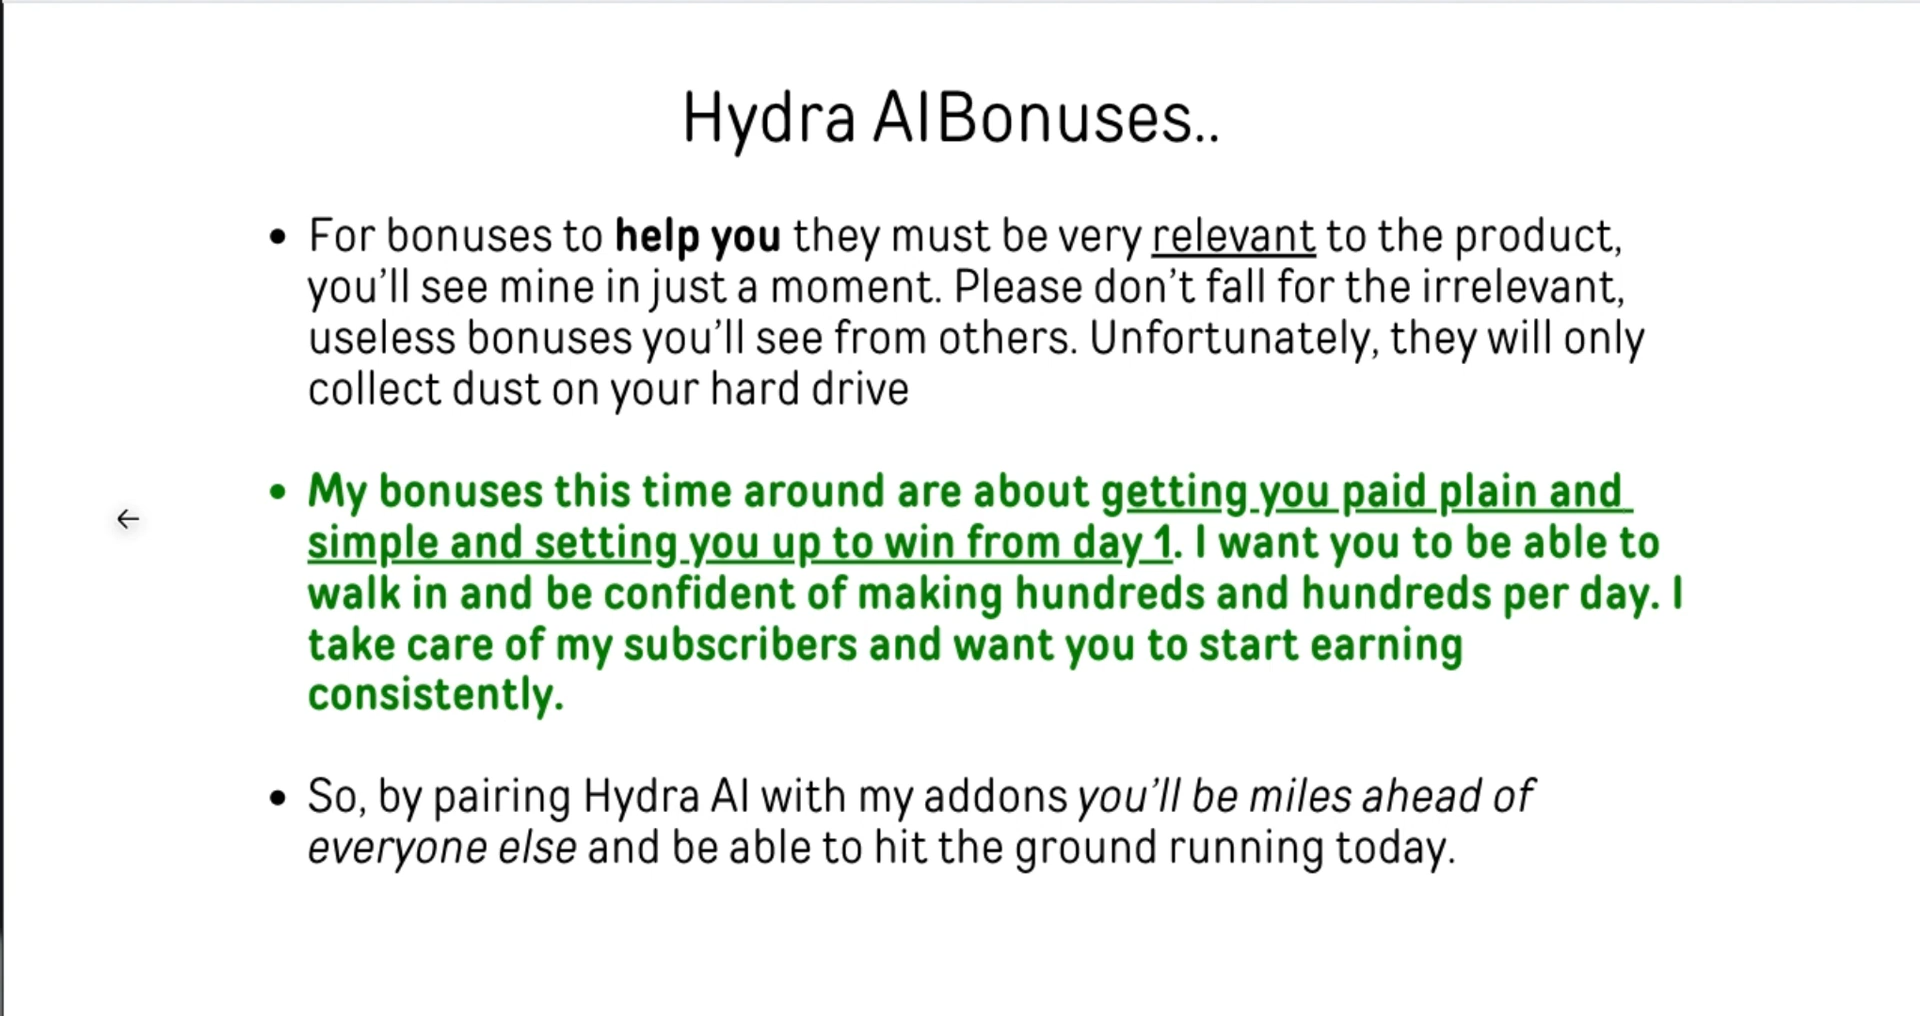 Hydra AIBonuses..
• For bonuses to help you they must be very relevant to the product,
you'll see mine in just a moment. Please don't fall for the irrelevant,
useless bonuses you'll see from others. Unfortunately, they will only
collect dust on your hard drive
• My bonuses this time around are about getting you paid plain and
simple and setting you up to win from day 1. I want you to be able to
walk in and be confident of making hundreds and hundreds per day. I
take care of my subscribers and want you to start earning
consistently.
• So, by pairing Hydra AI with my addons you'll be miles ahead of
everyone else and be able to hit the ground running today.